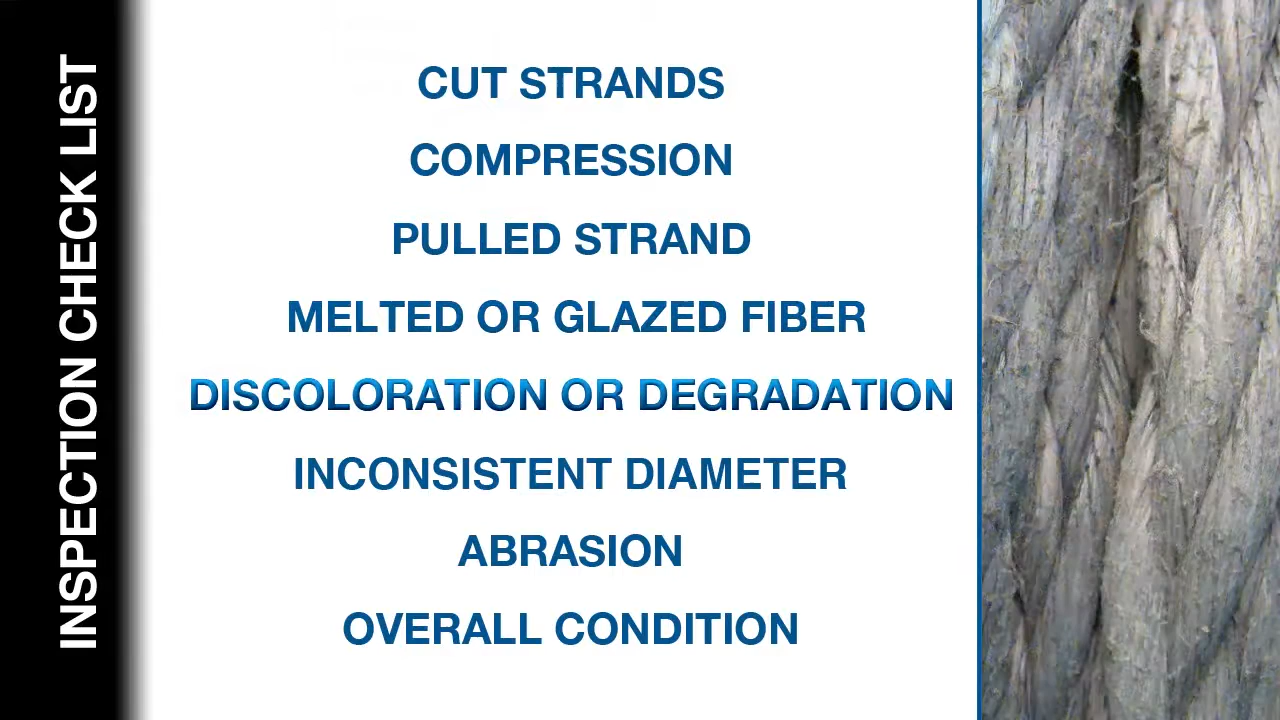 INSPECTION CHECK LIST
CUT STRANDS
COMPRESSION
PULLED STRAND
MELTED OR GLAZED FIBER
DISCOLORATION OR DEGRADATION
INCONSISTENT DIAMETER
ABRASION
OVERALL CONDITION